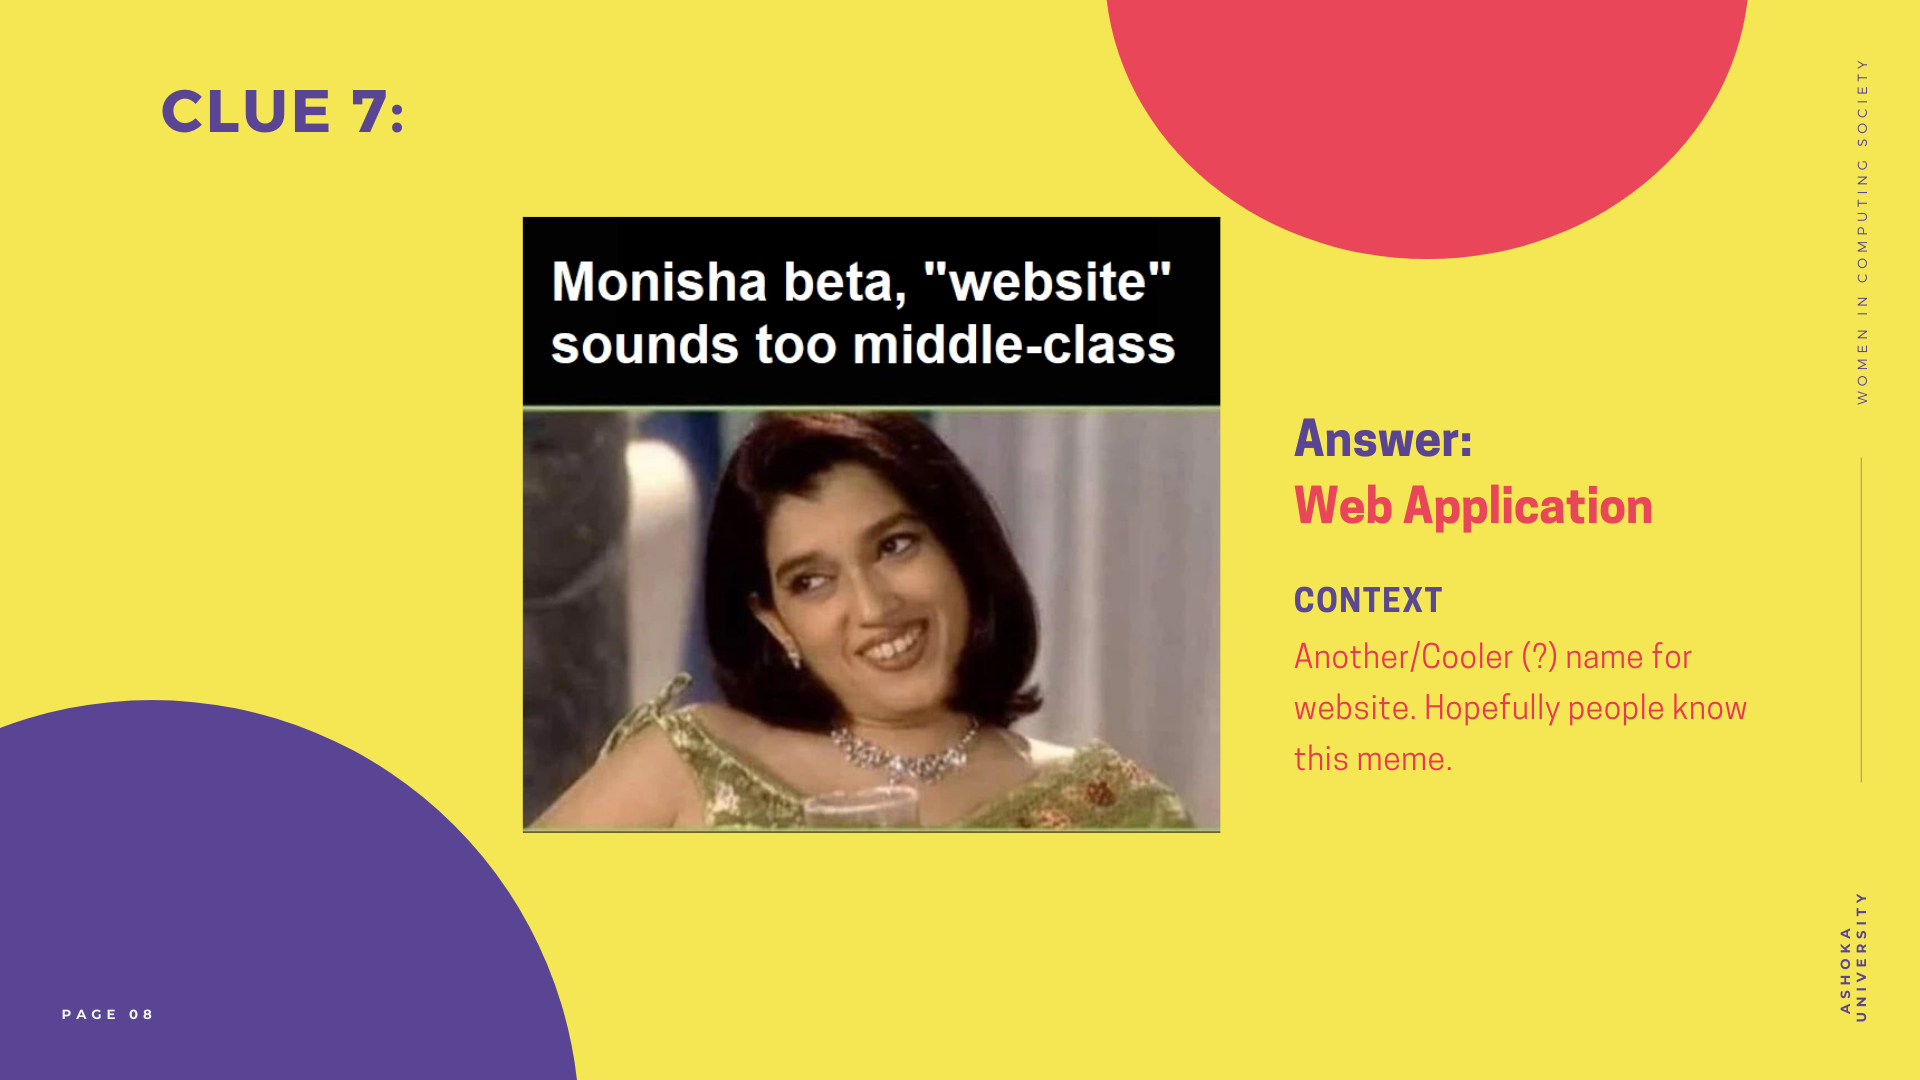 CLUE 7:
Monisha beta, "website"
sounds too middle-class
Answer:
Web Application
CONTEXT
Another/Cooler (?) name for
website. Hopefully people know
this meme.
WOMEN IN COMPUTING SOCIETY
ASHOKA
UNIVERSITY
PAGE 08